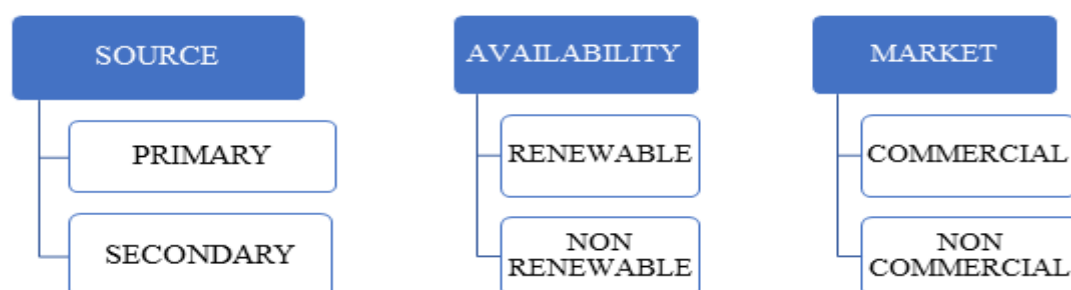 SOURCE
PRIMARY
SECONDARY
AVAILABILITY
RENEWABLE
NON
RENEWABLE
MARKET
COMMERCIAL
NON
COMMERCIAL